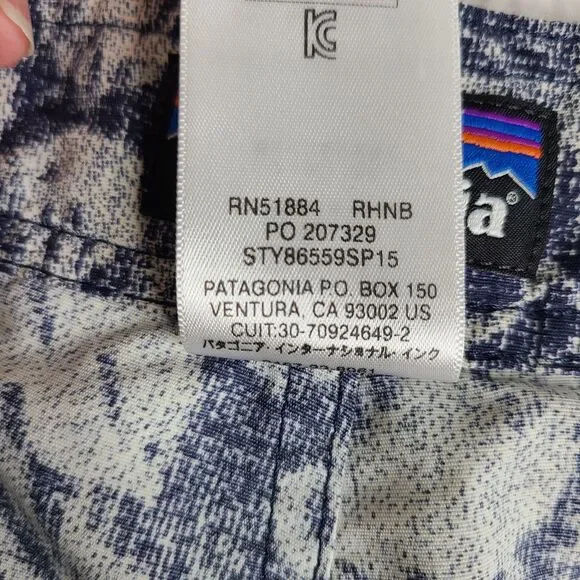 RN51884 RHNB
PO 207329
STY86559SP15
PATAGONIA P.O. BOX 150
VENTURA, CA 93002 US
CUIT:30-70924649-2
パタゴニア・インターナショナル・インク
ia®